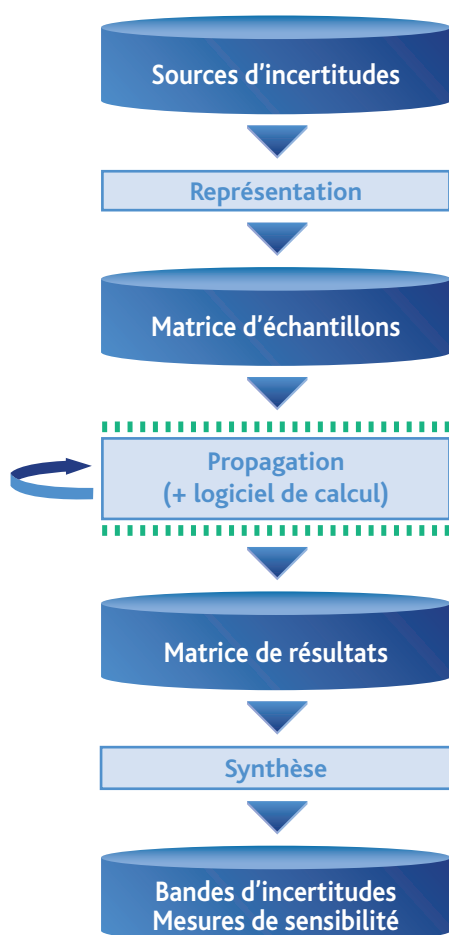 Sources d'incertitudes
Représentation
Matrice d'échantillons
Propagation
(+ logiciel de calcul)
Matrice de résultats
Synthèse
Bandes d'incertitudes
Mesures de sensibilité